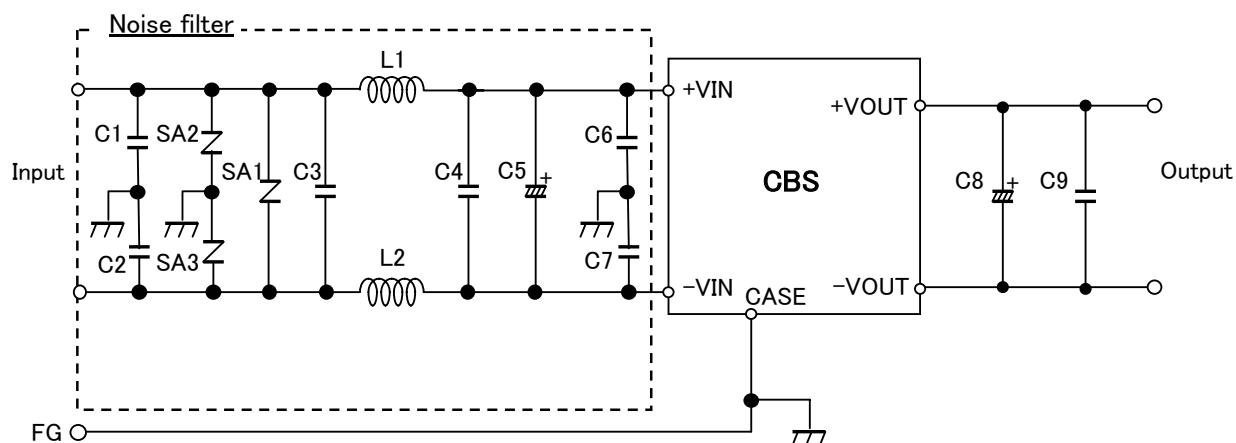 Noise filter
L1
+VIN
+VOUT
C1
SA2
SA1
C3
C4
C5
+
C6
Input
CBS
C8
+
C9
Output
C2
SA3
L2
C7
-VIN
CASE
-VOUT
FG